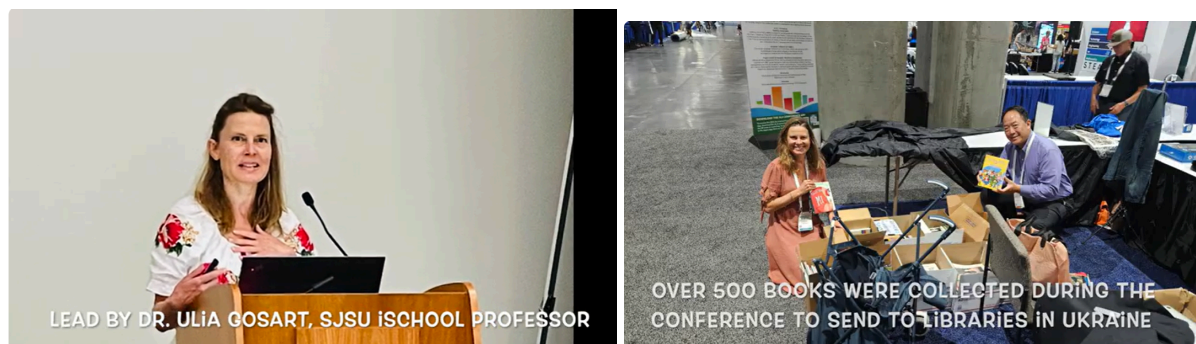 LEAD BY DR. ULiA GOSART, SJSU iSCHOOL PROFESSOR
OVER 500 BOOKS WERE COLLECTED DURiNG THE
CONFERENCE TO SEND TO LiBRARiES iN UKRAiNE
STEA